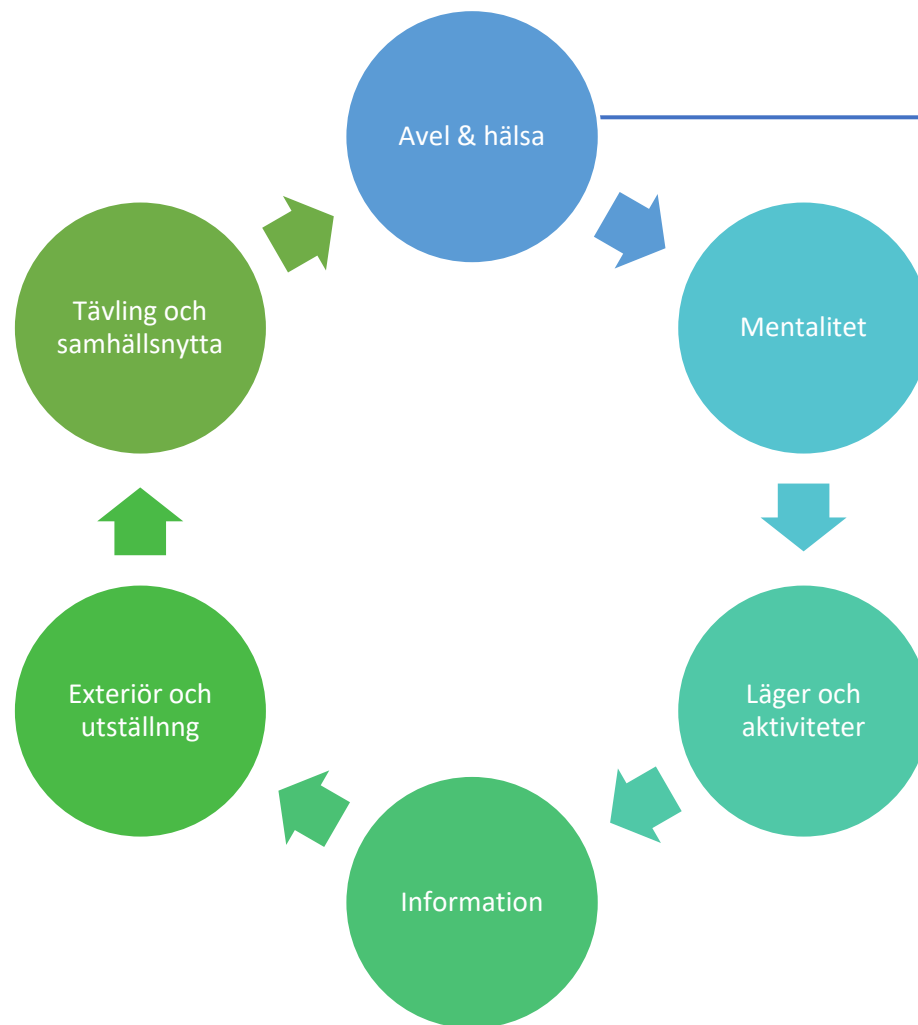 Avel & hälsa
Mentalitet
Läger och
aktiviteter
Information
Exteriör och
utställnng
Tävling och
samhällsnytta